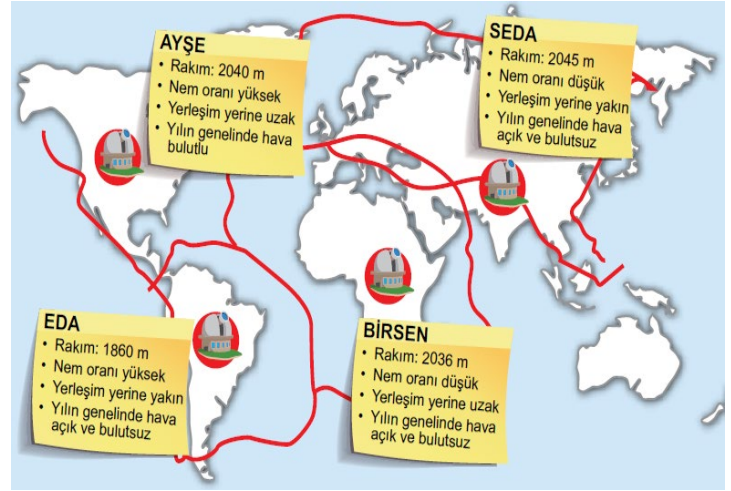 AYŞE
• Rakım: 2040 m
• Nem oranı yüksek
• Yerleşim yerine uzak
• Yılın genelinde hava
bulutlu
SEDA
• Rakım: 2045 m
• Nem oranı düşük
• Yerleşim yerine yakın
• Yılın genelinde hava
açık ve bulutsuz
EDA
• Rakım: 1860 m
• Nem oranı yüksek
• Yerleşim yerine yakın
• Yılın genelinde hava
açık ve bulutsuz
BİRSEN
• Rakım: 2036 m
• Nem oranı düşük
• Yerleşim yerine uzak
• Yılın genelinde hava
açık ve bulutsuz